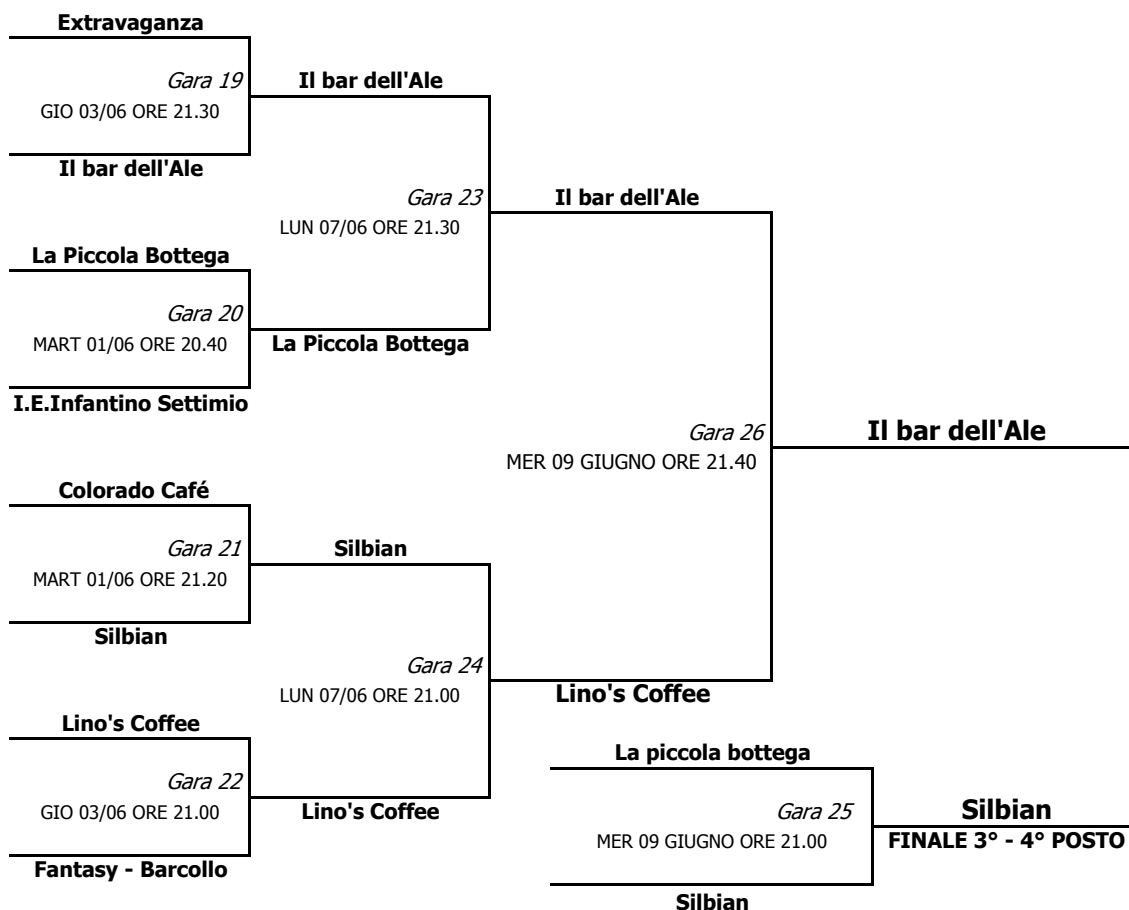 Extravaganza
Gara 19
Il bar dell'Ale
GIO 03/06 ORE 21.30
Il bar dell'Ale
Gara 23
Il bar dell'Ale
LUN 07/06 ORE 21.30
La Piccola Bottega
Gara 20
MART 01/06 ORE 20.40
La Piccola Bottega
I.E.Infantino Settimio
Gara 26
Il bar dell'Ale
MER 09 GIUGNO ORE 21.40
Colorado Café
Gara 21
Silbian
MART 01/06 ORE 21.20
Silbian
Gara 24
LUN 07/06 ORE 21.00
Lino's Coffee
Lino's Coffee
La piccola bottega
Gara 22
GIO 03/06 ORE 21.00
Lino's Coffee
Gara 25
Silbian
MER 09 GIUGNO ORE 21.00
FINALE 3° - 4° POSTO
Fantasy - Barcollo
Silbian